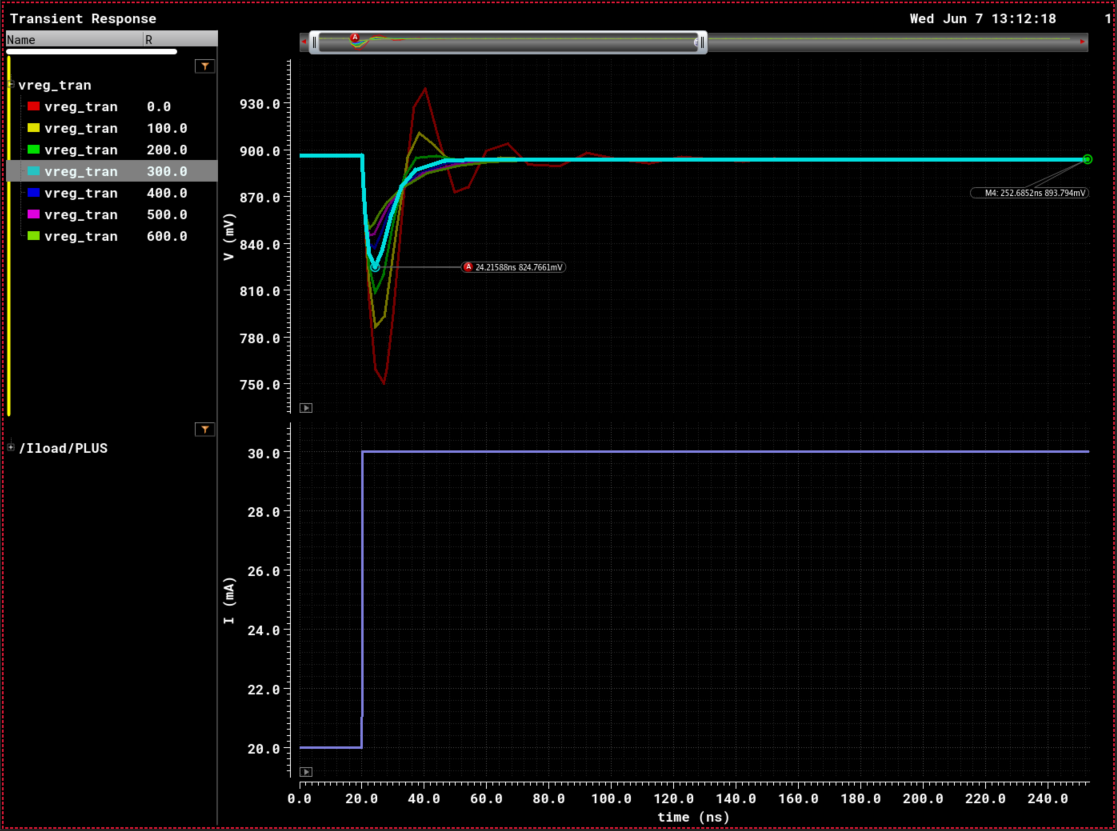 Transient Response
Wed Jun 7 13:12:18 1
Name R
vreg_tran
vreg_tran 0.0
vreg_tran 100.0
vreg_tran 200.0
vreg_tran 300.0
vreg_tran 400.0
vreg_tran 500.0
vreg_tran 600.0
/Iload/PLUS
V (mV)
930.0
900.0
870.0
840.0
810.0
780.0
750.0
A
A 24.21588ns 824.7661mV
M4: 252.6852ns 893.794mV
I (mA)
30.0
28.0
26.0
24.0
22.0
20.0
0.0 20.0 40.0 60.0 80.0 100.0 120.0 140.0 160.0 180.0 200.0 220.0 240.0
time (ns)